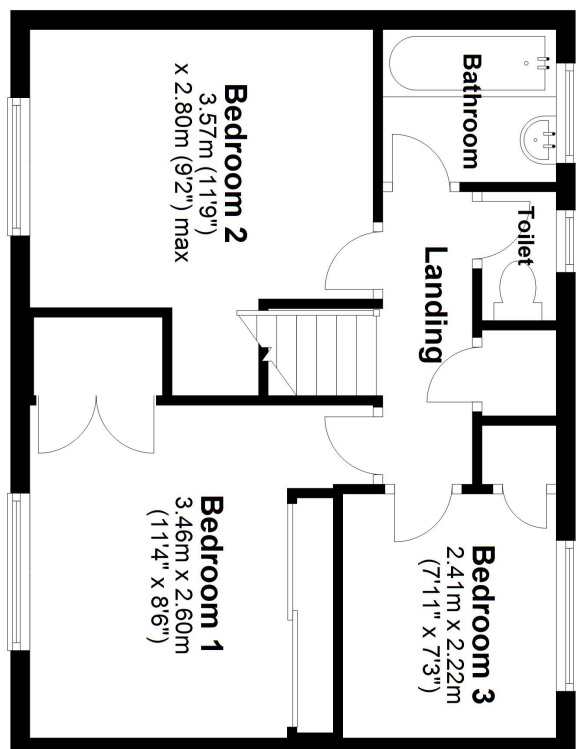 Bathroom
Toilet
Landing
Bedroom 2
3.57m (11'9")
x 2.80m (9'2") max
Bedroom 3
2.41m x 2.22m
(7'11" x 7'3")
Bedroom 1
3.46m x 2.60m
(11'4" x 8'6")